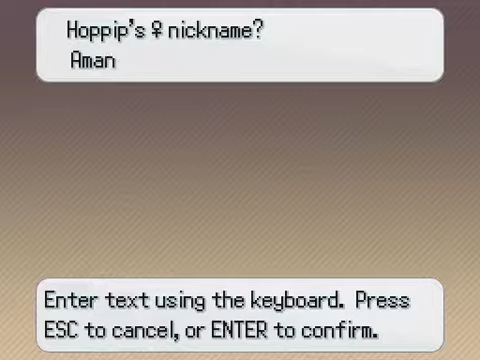 Hoppip's ♀ nickname?
Aman
Enter text using the keyboard. Press
ESC to cancel, or ENTER to confirm.